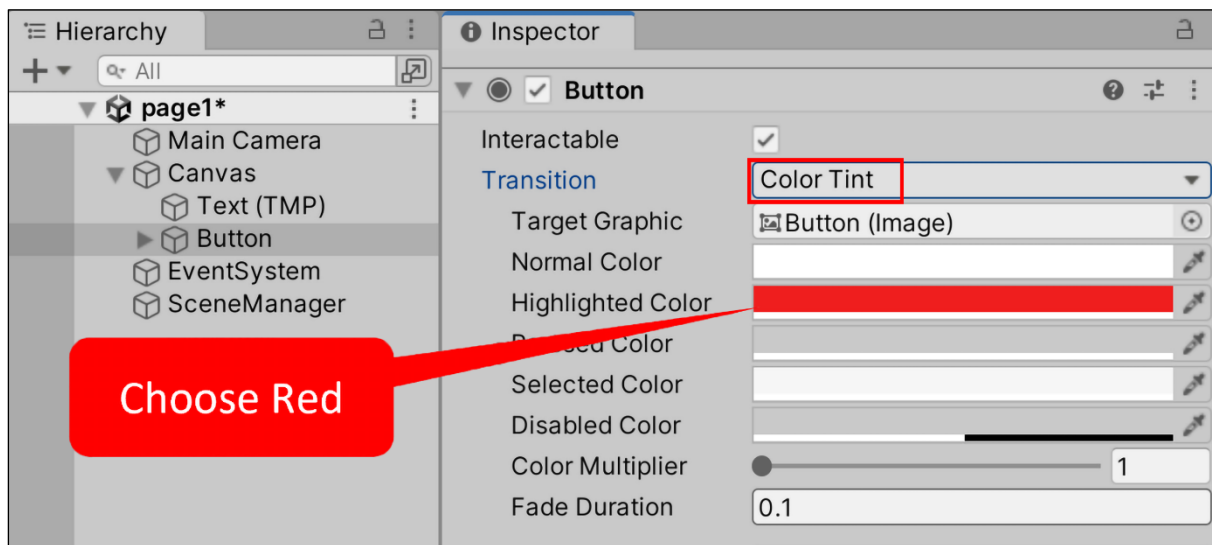 Hierarchy
All
page1*
Main Camera
Canvas
Text (TMP)
Button
EventSystem
SceneManager
Choose Red
Inspector
Button
Interactable
Transition
Color Tint
Target Graphic
Button (Image)
Normal Color
Highlighted Color
Color
Selected Color
Disabled Color
Color Multiplier
1
Fade Duration
0.1